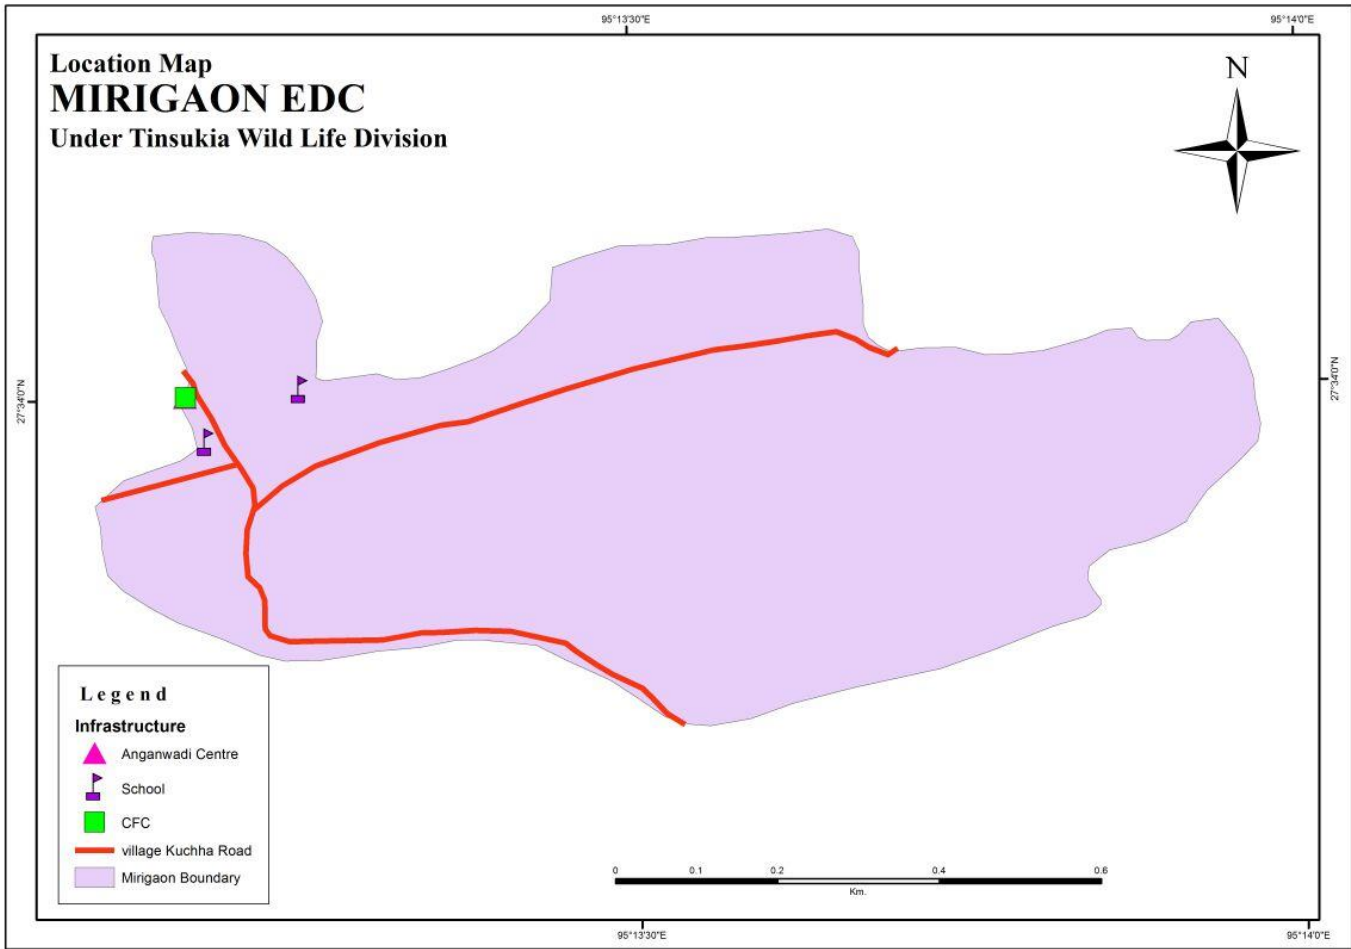 95°13'30"E
95°14'0"E
Location Map
MIRIGAON EDC
Under Tinsukia Wild Life Division
N
27°34'0"N
27°34'0"N
Legend
Infrastructure
Anganwadi Centre
School
CFC
village Kuchha Road
Mirigaon Boundary
0 0.1 0.2 0.4 0.6
Km.
95°13'30"E
95°14'0"E